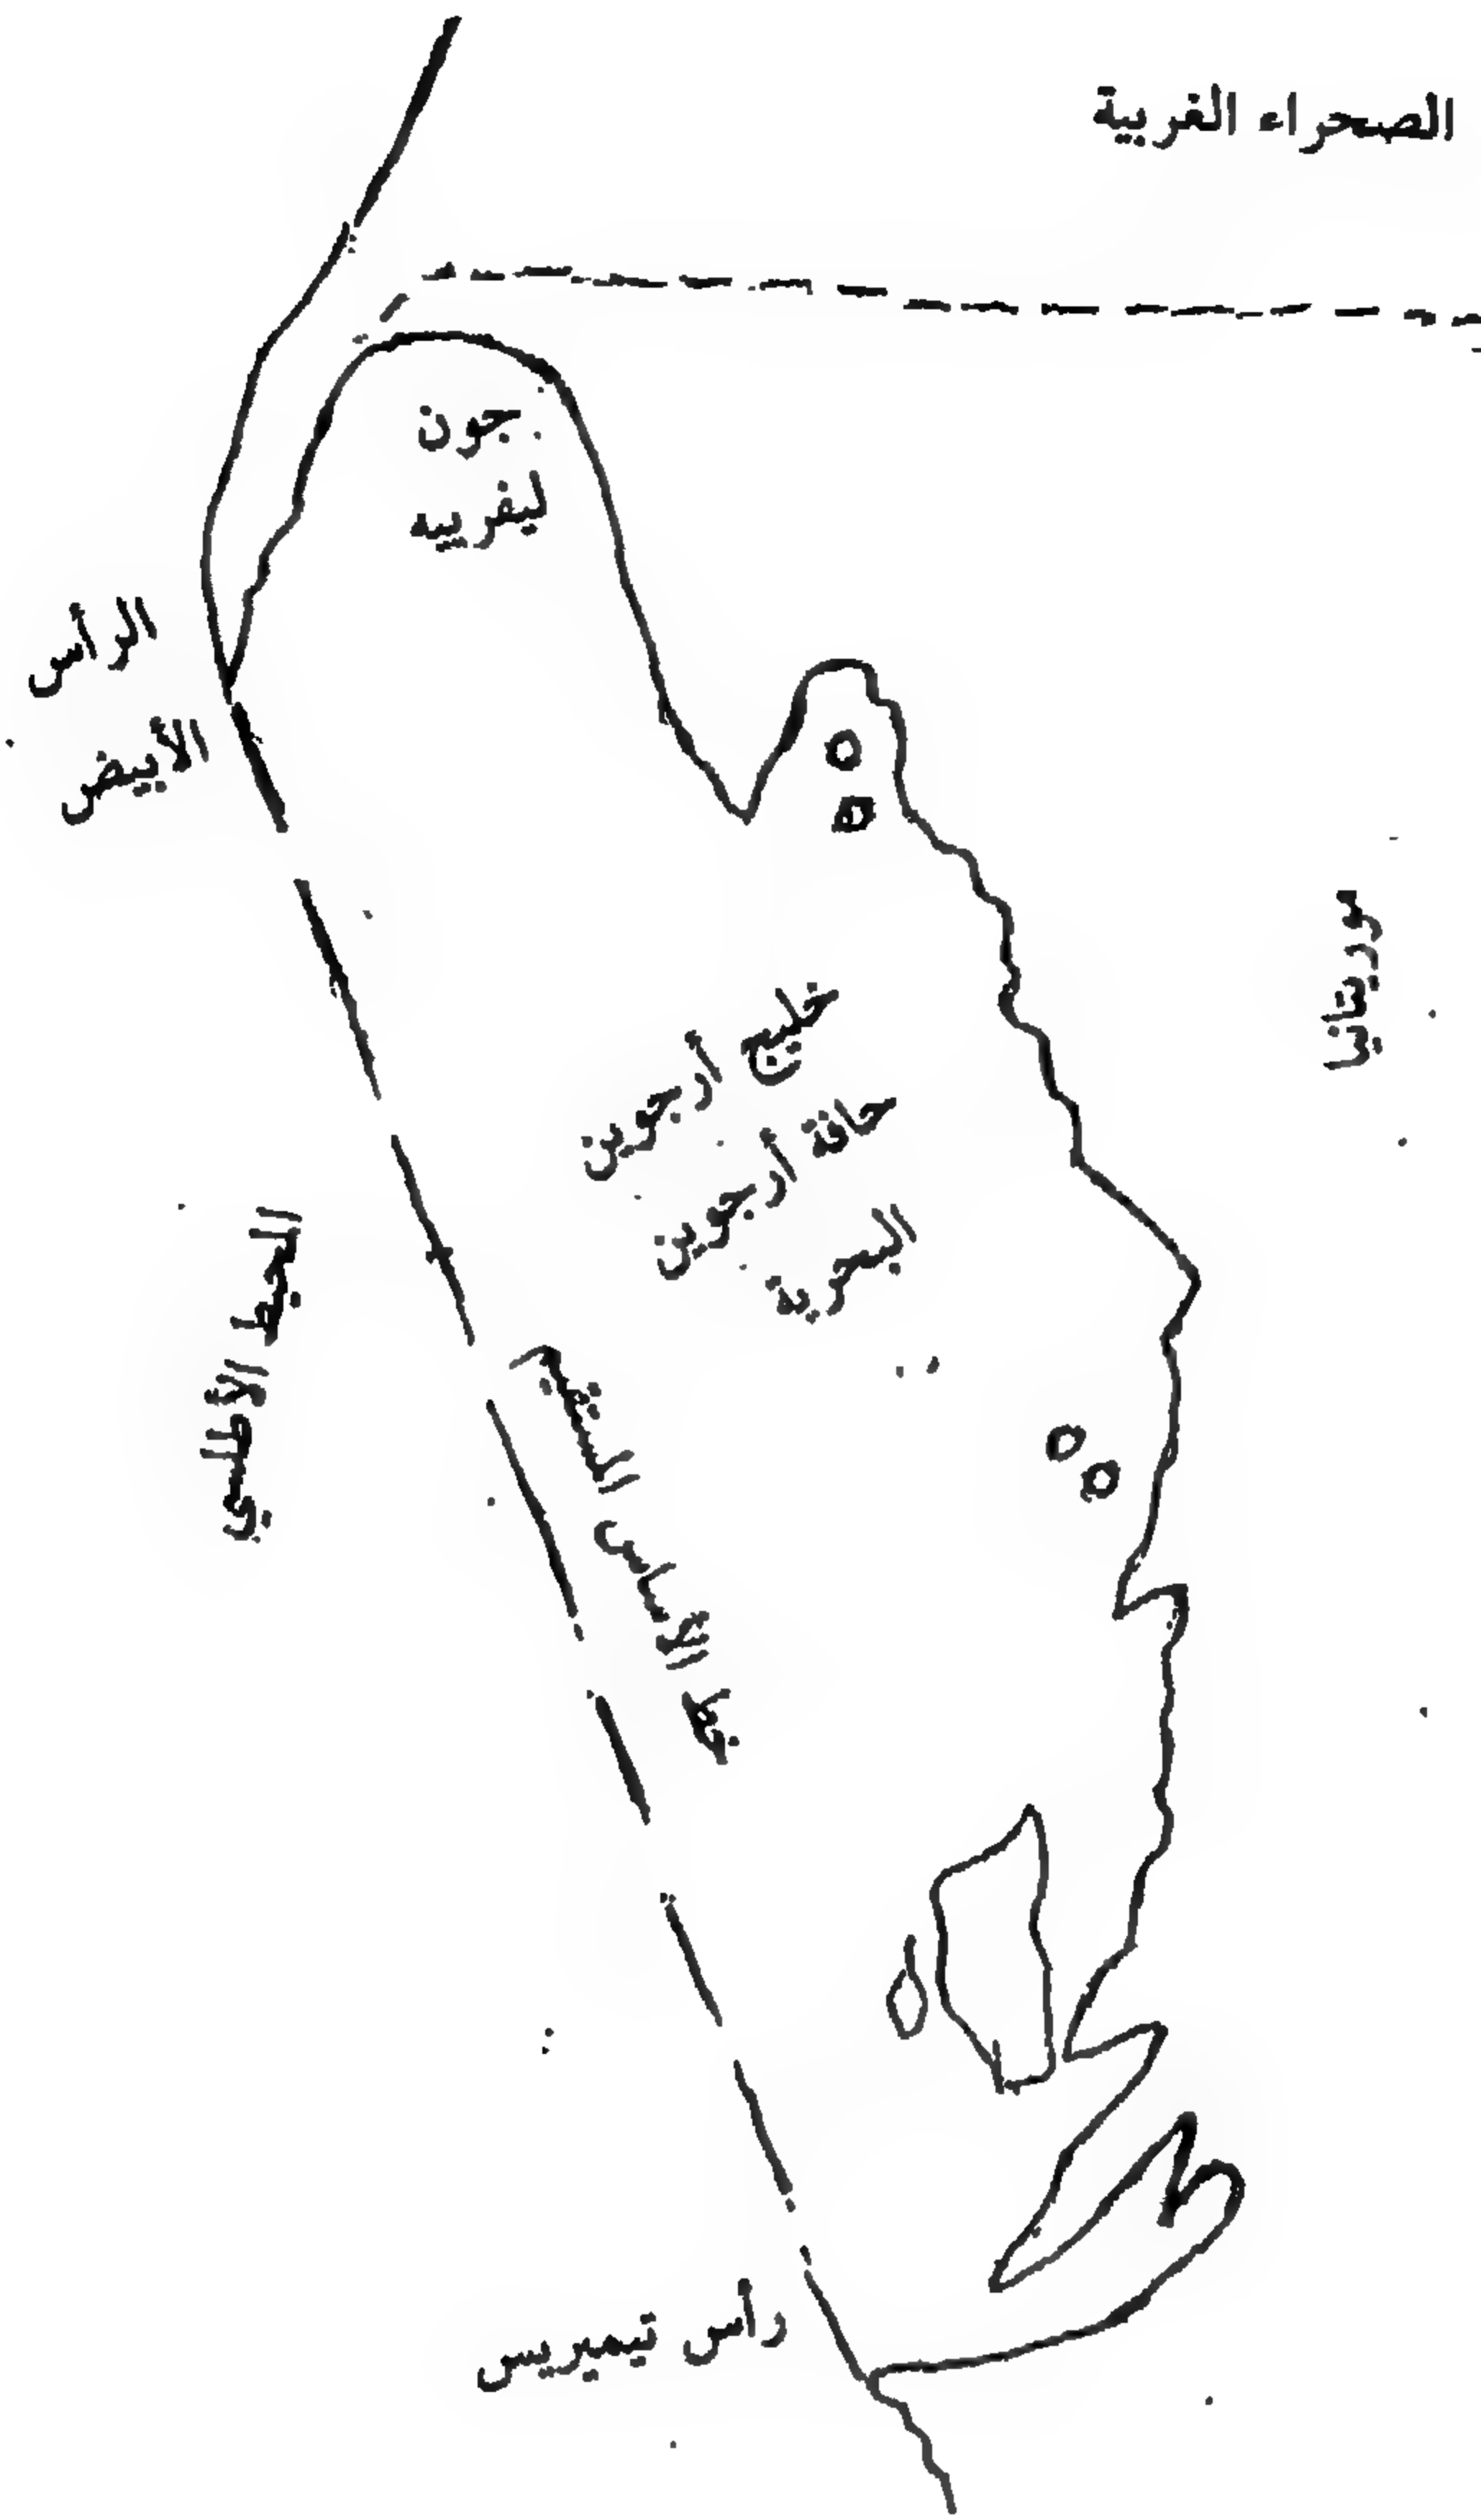 الصحراء الغربية
جون
ليفرييه
الرأس
الأبيض
موريتانيا
خليج أرجوين
حافة أرجوين
البحرية
المحيط الأطلسي
خط الأساس المستقيم
رأس تيميريس